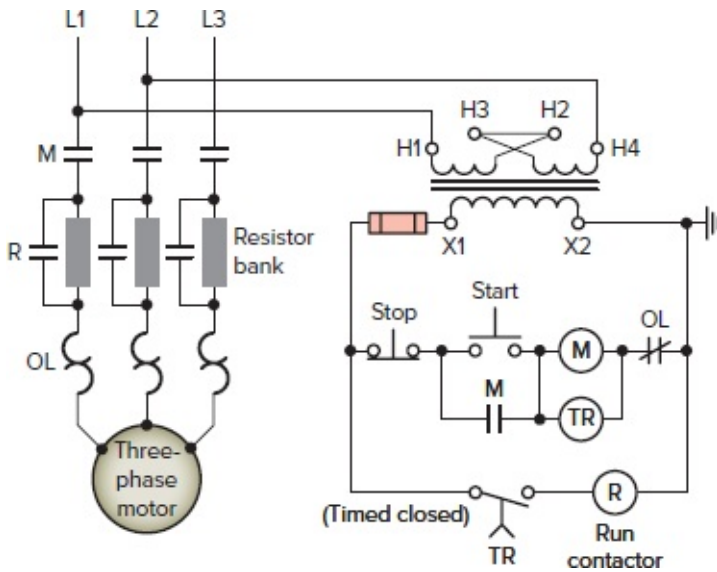 L1 L2 L3
H3 H2
H1 H4
M
X1 X2
R
Resistor
bank
Start
Stop
OL
M
OL
M
TR
Three-
phase
motor
(Timed closed)
R
TR
Run
contactor